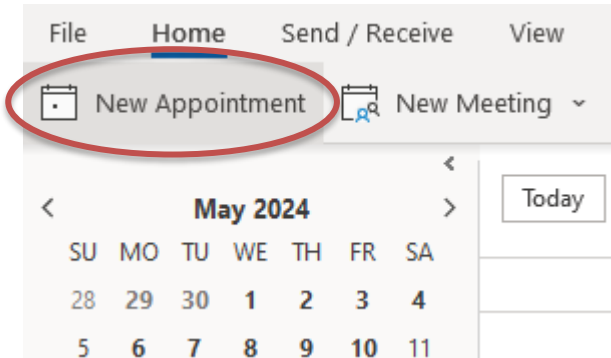 File Home Send / Receive View
New Appointment New Meeting
May 2024 Today
SU MO TU WE TH FR SA
28 29 30 1 2 3 4
5 6 7 8 9 10 11